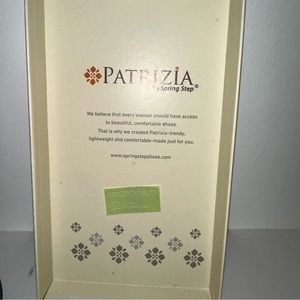 PATRIZIA®
by Spring Step®
We believe that every woman should have access
to beautiful, comfortable shoes.
That is why we created Patrizia-trendy,
lightweight and comfortable-made just for you.
www.springstepshoes.com